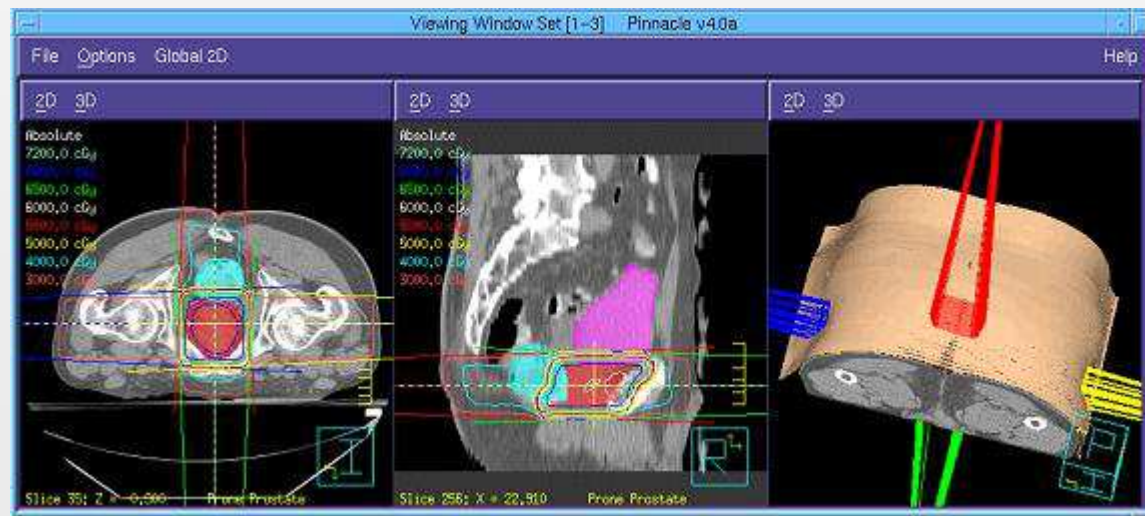 Viewing Window Set [1-3] Pinnacle v4.0a
File Options Global 2D Help
2D 3D
Absolute
7200.0 cGy
6500.0 cGy
6000.0 cGy
5000.0 cGy
4000.0 cGy
3000.0 cGy
I
Slice 35: Z = -0.500 Prone Prostate
2D 3D
Absolute
7200.0 cGy
6500.0 cGy
6000.0 cGy
5000.0 cGy
4000.0 cGy
3000.0 cGy
R
Slice 256: X = 22.910 Prone Prostate
2D 3D
P